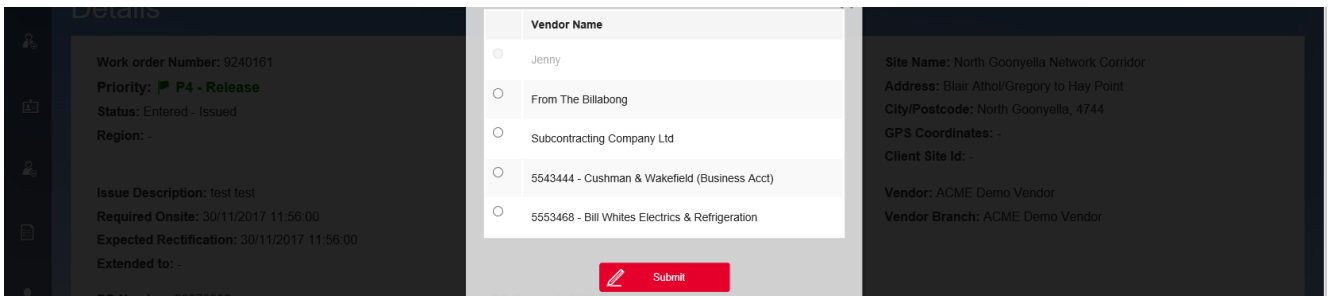 Details
Work order Number: 9240161
Priority: P4 - Release
Status: Entered - Issued
Region: -
Issue Description: test test
Required Onsite: 30/11/2017 11:56:00
Expected Rectification: 30/11/2017 11:56:00
Extended to: -
Vendor Name
Jenny
From The Billabong
Subcontracting Company Ltd
5543444 - Cushman & Wakefield (Business Acct)
5553468 - Bill Whites Electrics & Refrigeration
Submit
Site Name: North Goonyella Network Corridor
Address: Blair Athol/Gregory to Hay Point
City/Postcode: North Goonyella, 4744
GPS Coordinates: -
Client Site Id: -
Vendor: ACME Demo Vendor
Vendor Branch: ACME Demo Vendor